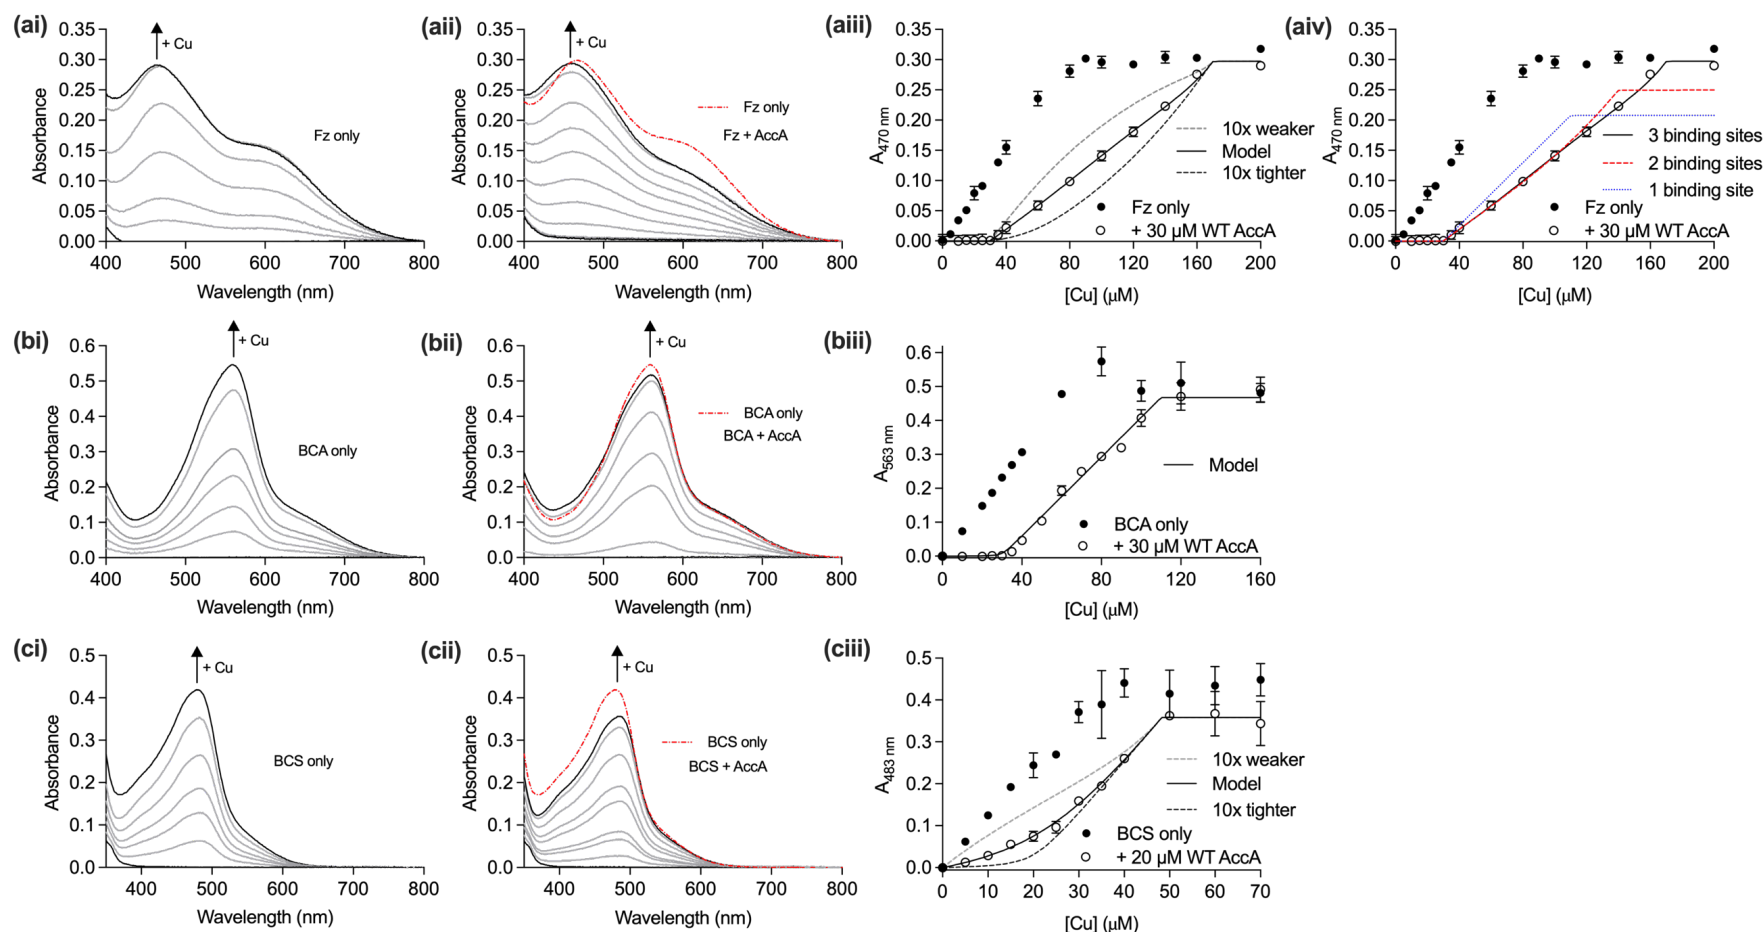 (ai)
0.35
0.30
0.25
0.20
0.15
0.10
0.05
0.00
Absorbance
+ Cu
Fz only
400 500 600 700 800
Wavelength (nm)
(aii)
0.35
0.30
0.25
0.20
0.15
0.10
0.05
0.00
Absorbance
+ Cu
Fz only
Fz + AccA
400 500 600 700 800
Wavelength (nm)
(aiii)
0.35
0.30
0.25
0.20
0.15
0.10
0.05
0.00
A470 nm
10x weaker
Model
10x tighter
Fz only
+ 30 μM WT AccA
0 40 80 120 160 200
[Cu] (μM)
(aiv)
0.35
0.30
0.25
0.20
0.15
0.10
0.05
0.00
A470 nm
3 binding sites
2 binding sites
1 binding site
Fz only
+ 30 μM WT AccA
0 40 80 120 160 200
[Cu] (μM)
(bi)
0.6
0.5
0.4
0.3
0.2
0.1
0.0
Absorbance
+ Cu
BCA only
400 500 600 700 800
Wavelength (nm)
(bii)
0.6
0.5
0.4
0.3
0.2
0.1
0.0
Absorbance
+ Cu
BCA only
BCA + AccA
400 500 600 700 800
Wavelength (nm)
(biii)
0.6
0.5
0.4
0.3
0.2
0.1
0.0
A563 nm
Model
BCA only
+ 30 μM WT AccA
0 40 80 120 160
[Cu] (μM)
(ci)
0.5
0.4
0.3
0.2
0.1
0.0
Absorbance
+ Cu
BCS only
400 500 600 700 800
Wavelength (nm)
(cii)
0.5
0.4
0.3
0.2
0.1
0.0
Absorbance
+ Cu
BCS only
BCS + AccA
400 500 600 700 800
Wavelength (nm)
(ciii)
0.5
0.4
0.3
0.2
0.1
0.0
A483 nm
10x weaker
Model
10x tighter
BCS only
+ 20 μM WT AccA
0 10 20 30 40 50 60 70
[Cu] (μM)